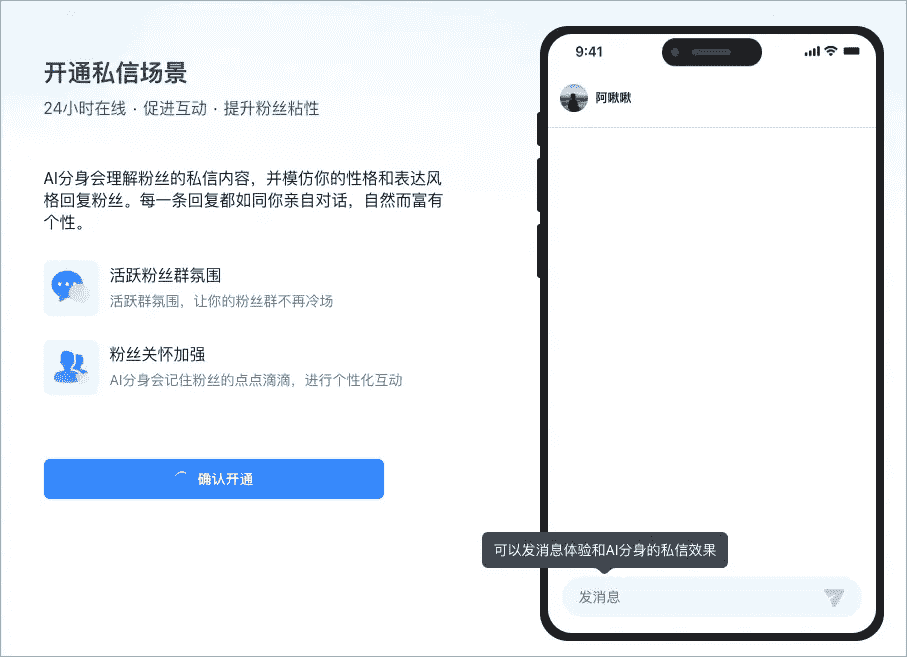 开通私信场景
24小时在线 · 促进互动 · 提升粉丝粘性
AI分身会理解粉丝的私信内容，并模仿你的性格和表达风
格回复粉丝。每一条回复都如同你亲自对话，自然而富有
个性。
活跃粉丝群氛围
活跃群氛围，让你的粉丝群不再冷场
粉丝关怀加强
AI分身会记住粉丝的点点滴滴，进行个性化互动
确认开通
9:41
阿啾啾
可以发消息体验和AI分身的私信效果
发消息